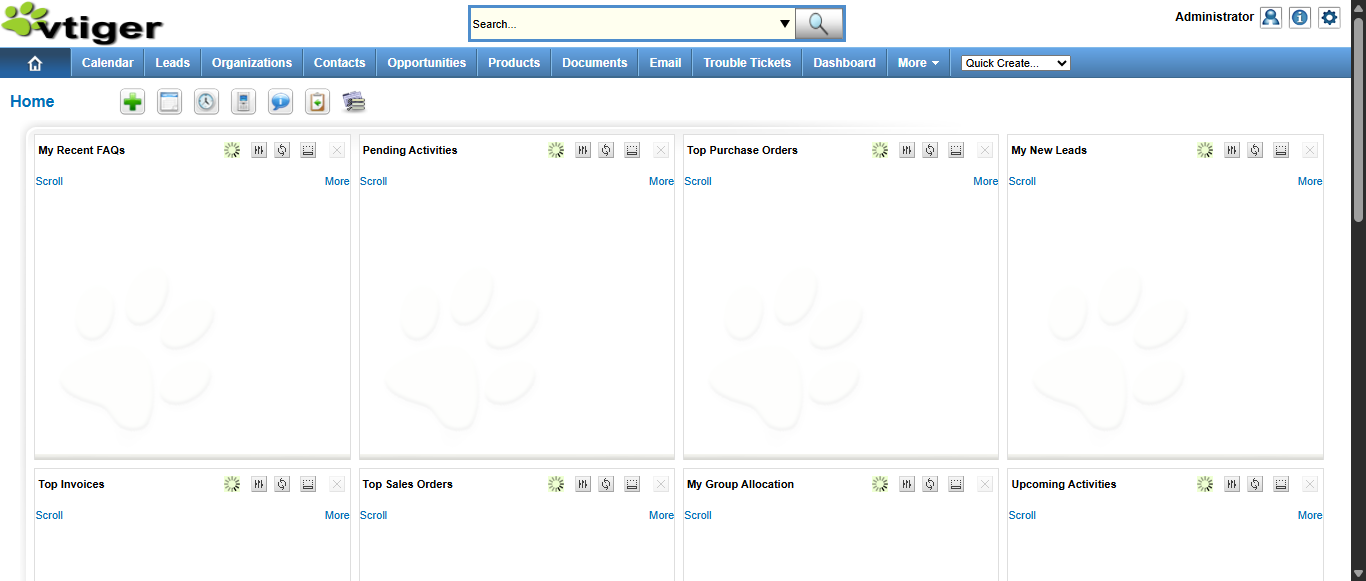 vtiger
Search...
Administrator
Calendar Leads Organizations Contacts Opportunities Products Documents Email Trouble Tickets Dashboard More Quick Create...
Home
My Recent FAQs
Scroll More
Pending Activities
Scroll More
Top Purchase Orders
Scroll More
My New Leads
Scroll More
Top Invoices
Scroll More
Top Sales Orders
Scroll More
My Group Allocation
Scroll
Upcoming Activities
Scroll More